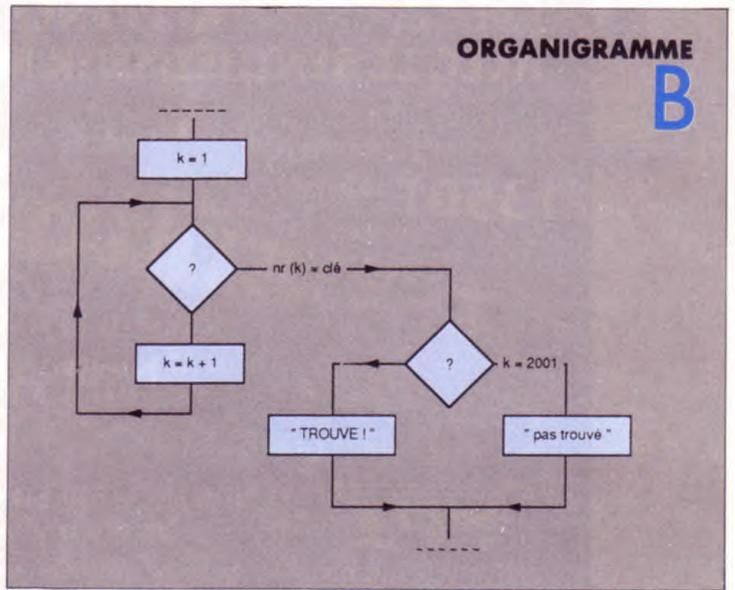 ORGANIGRAMME
B
k = 1
?
nr (k) = clé
k = k + 1
?
k = 2001
" TROUVE ! "
" pas trouvé "